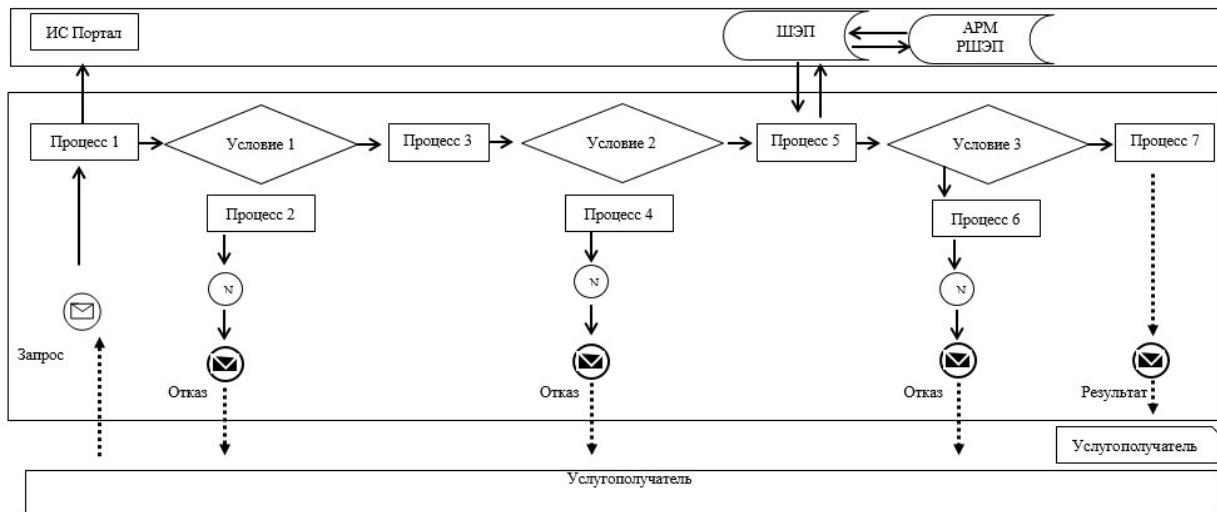 ИС Портал
ШЭП
АРМ
РШЭП
Процесс 1
Условие 1
Процесс 3
Условие 2
Процесс 5
Условие 3
Процесс 7
Процесс 2
Процесс 4
Процесс 6
N
N
N
Запрос
Отказ
Отказ
Отказ
Результат
Услугополучатель
Услугополучатель